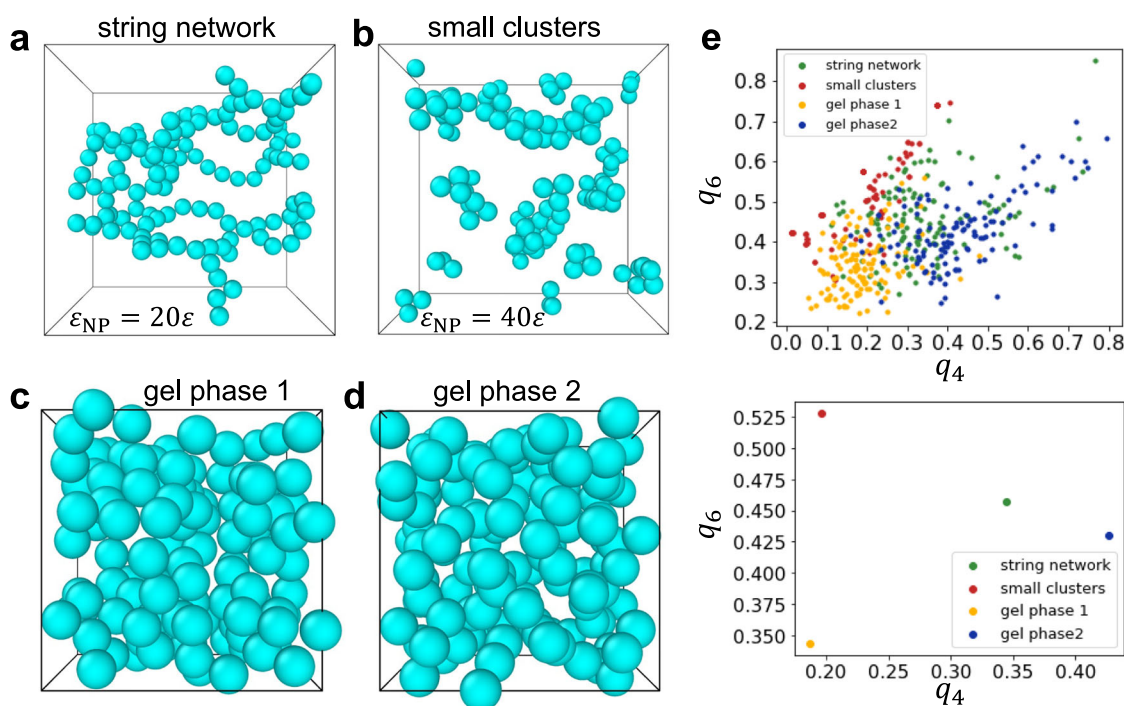 a
string network
ε_NP = 20ε
b
small clusters
ε_NP = 40ε
c
gel phase 1
d
gel phase 2
e
string network
small clusters
gel phase 1
gel phase2
0.8
0.7
0.6
0.5
0.4
0.3
0.2
q₆
0.0 0.1 0.2 0.3 0.4 0.5 0.6 0.7 0.8
q₄
0.525
0.500
0.475
0.450
0.425
0.400
0.375
0.350
q₆
string network
small clusters
gel phase 1
gel phase2
0.20 0.25 0.30 0.35 0.40
q₄